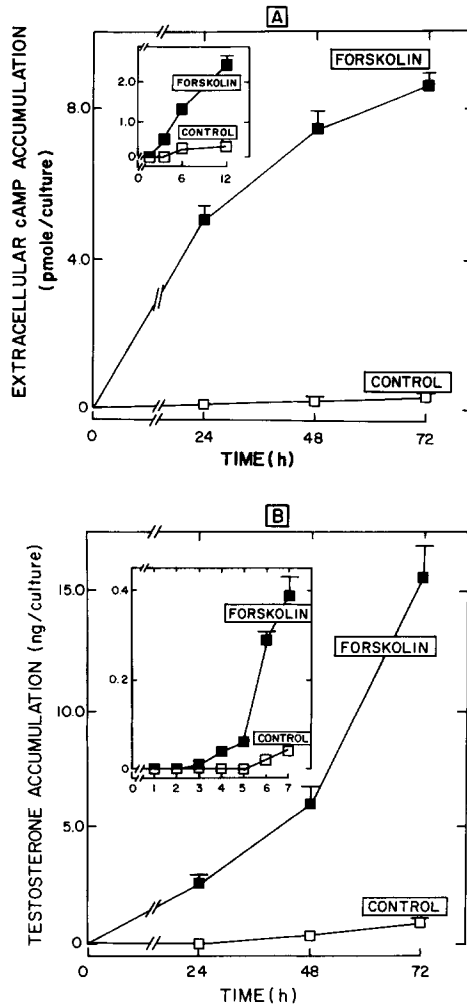 A
EXTRACELLULAR cAMP ACCUMULATION
(pmole/culture)
8.0
4.0
0
2.0
1.0
0
FORSKOLIN
CONTROL
0 6 12
FORSKOLIN
CONTROL
0 24 48 72
TIME(h)
B
TESTOSTERONE ACCUMULATION (ng/culture)
15.0
10.0
5.0
0
0.4
0.2
0
FORSKOLIN
CONTROL
0 1 2 3 4 5 6 7
FORSKOLIN
CONTROL
0 24 48 72
TIME(h)